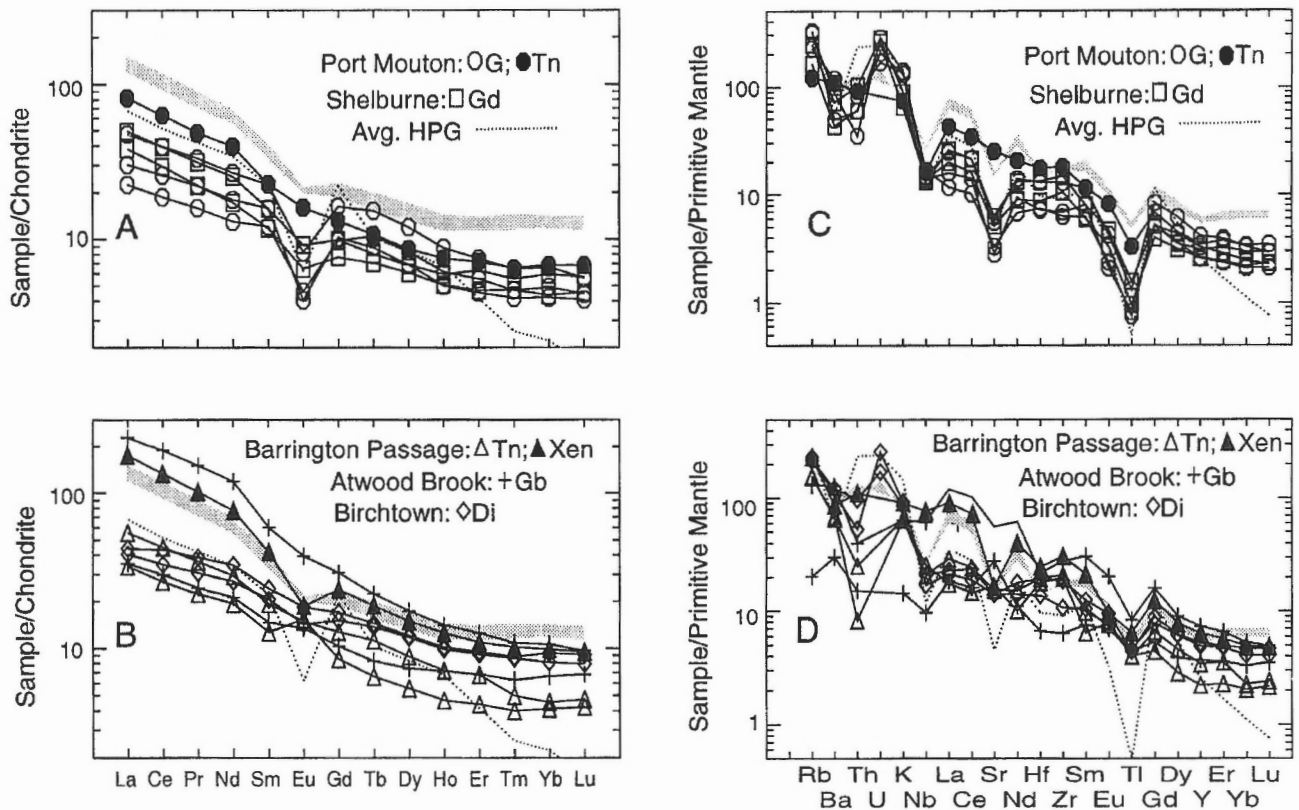 Sample/Chondrite
100
10
A
Port Mouton: OG; ●Tn
Shelburne: □Gd
Avg. HPG
Sample/Primitive Mantle
100
10
1
C
Port Mouton: OG; ●Tn
Shelburne: □Gd
Avg. HPG
Sample/Chondrite
100
10
B
Barrington Passage: △Tn; ▲Xen
Atwood Brook: +Gb
Birchtown: ◇Di
La Ce Pr Nd Sm Eu Gd Tb Dy Ho Er Tm Yb Lu
Sample/Primitive Mantle
100
10
1
D
Barrington Passage: △Tn; ▲Xen
Atwood Brook: +Gb
Birchtown: ◇Di
Rb Th K La Sr Hf Sm Tl Dy Er Lu
Ba U Nb Ce Nd Zr Eu Gd Y Yb